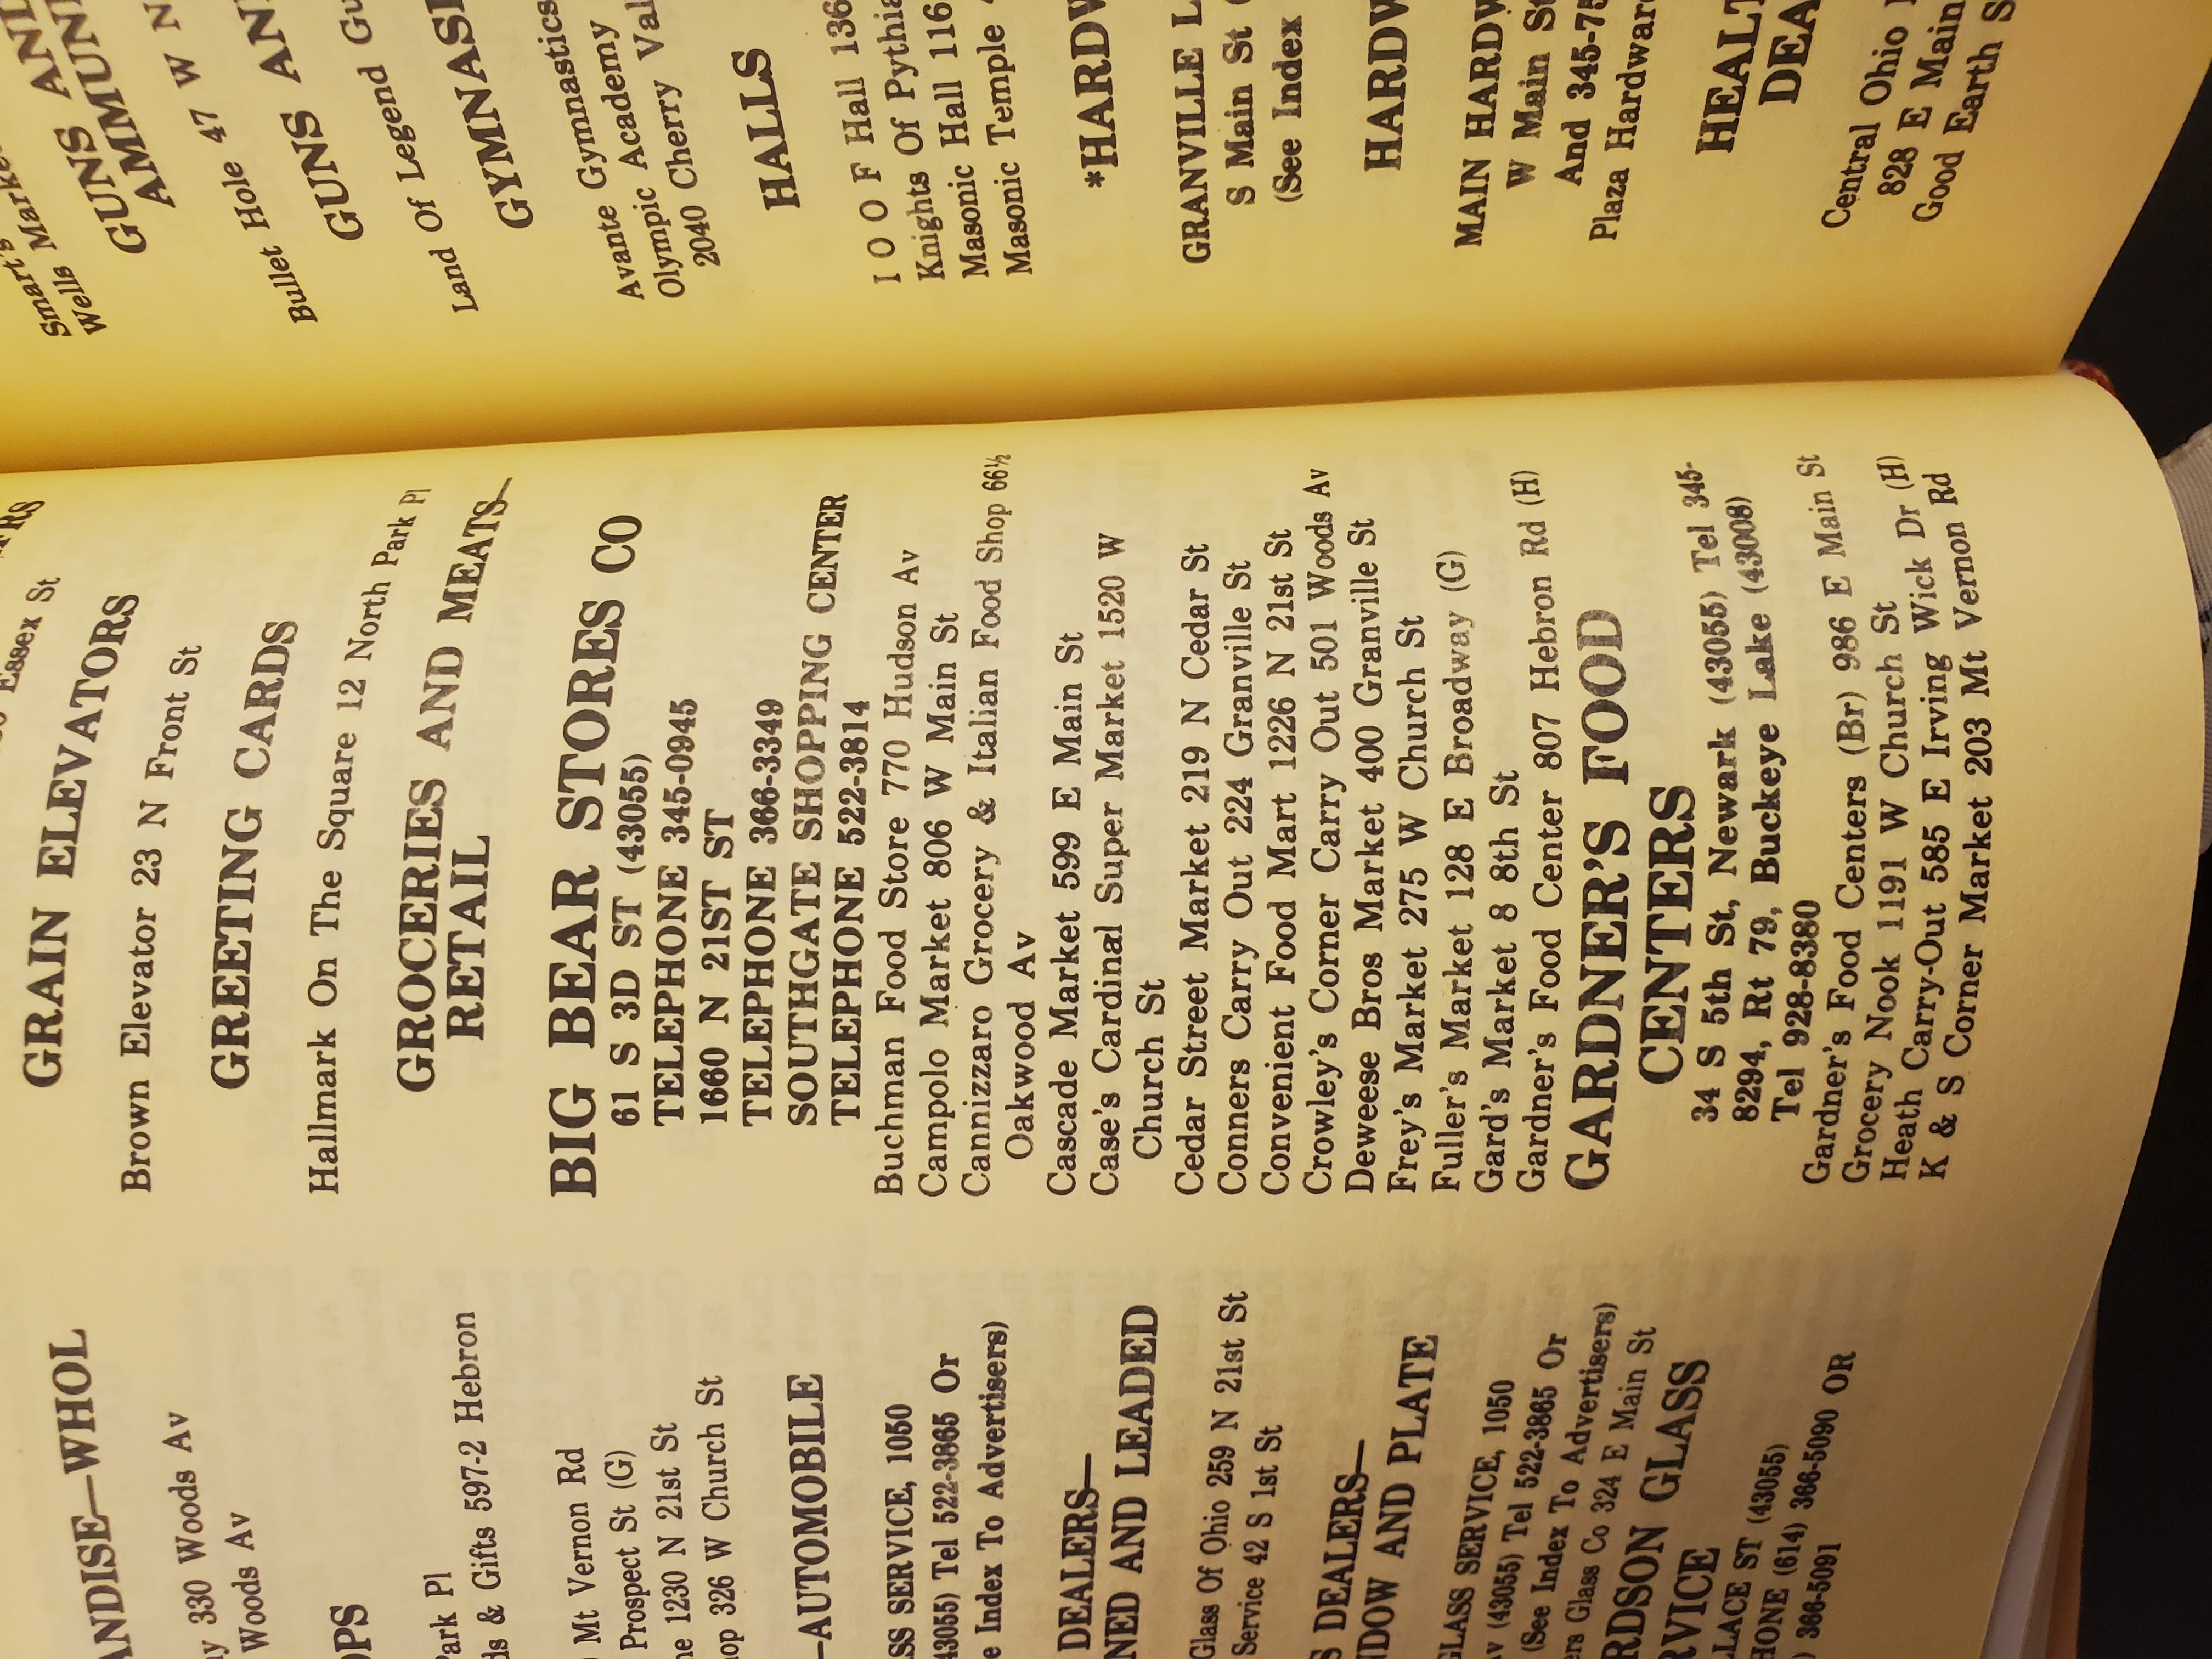 ANDISE—WHOL
330 Woods Av
Woods Av
OPS
Park Pl
& Gifts 597-2 Hebron
Mt Vernon Rd
Prospect St (G)
1230 N 21st St
326 W Church St
—AUTOMOBILE
SERVICE, 1050
43055) Tel 522-3865 Or
Index To Advertisers)
DEALERS—
NED AND LEADED
Glass Of Ohio 259 N 21st St
Service 42 S 1st St
DEALERS—
NDOW AND PLATE
GLASS SERVICE, 1050
Av (43055) Tel 522-3865 Or
(See Index To Advertisers)
Glass Co 324 E Main St
RDSON GLASS
RVICE
LLACE ST (43055)
HONE (614) 366-5090 OR
366-5091
Essex St
GRAIN ELEVATORS
Brown Elevator 23 N Front St
GREETING CARDS
Hallmark On The Square 12 North Park Pl
GROCERIES AND MEATS—
RETAIL
BIG BEAR STORES CO
61 S 3D ST (43055)
TELEPHONE 345-0945
1660 N 21ST ST
TELEPHONE 366-3349
SOUTHGATE SHOPPING CENTER
TELEPHONE 522-3814
Buchman Food Store 770 Hudson Av
Campolo Market 806 W Main St
Cannizzaro Grocery & Italian Food Shop 66½
Oakwood Av
Cascade Market 599 E Main St
Case's Cardinal Super Market 1520 W
Church St
Cedar Street Market 219 N Cedar St
Conners Carry Out 224 Granville St
Convenient Food Mart 1226 N 21st St
Crowley's Corner Carry Out 501 Woods Av
Deweese Bros Market 400 Granville St
Frey's Market 275 W Church St
Fuller's Market 128 E Broadway (G)
Gard's Market 8 8th St
Gardner's Food Center 807 Hebron Rd (H)
GARDNER'S FOOD
CENTERS
34 S 5th St, Newark (43055) Tel 345-
8294, Rt 79, Buckeye Lake (43008)
Tel 928-8380
Gardner's Food Centers (Br) 986 E Main St
Grocery Nook 1191 W Church St
Heath Carry-Out 585 E Irving Wick Dr (H)
K & S Corner Market 203 Mt Vernon Rd
Smart's
Wells Marke
GUNS AND
AMMUNI
Bullet Hole 47 W N
GUNS AN
Land Of Legend Gu
GYMNASI
Avante Gymnastics
Olympic Academy
2040 Cherry Val
HALLS
I O O F Hall 136
Knights Of Pythia
Masonic Hall 116
Masonic Temple
*HARDW
GRANVILLE L
S Main St
(See Index
HARDW
MAIN HARDW
W Main St
And 345-75
Plaza Hardwar
HEALT
DEA
Central Ohio
828 E Main
Good Earth S